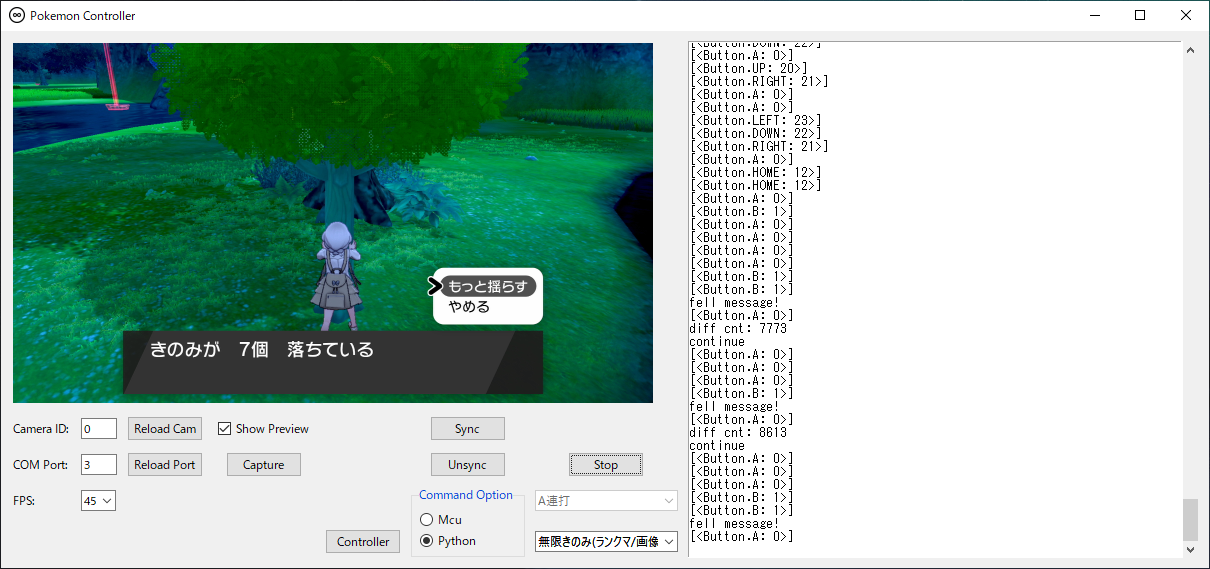 Pokemon Controller
もっと揺らす
やめる
きのみが 7個 落ちている
Camera ID:
0
Reload Cam
Show Preview
Sync
COM Port:
3
Reload Port
Capture
Unsync
Stop
FPS:
45
Command Option
Mcu
Python
A連打
無限きのみ(ランクマ/画像
Controller
[<Button.DOWN: 22>]
[<Button.A: 0>]
[<Button.UP: 20>]
[<Button.RIGHT: 21>]
[<Button.A: 0>]
[<Button.A: 0>]
[<Button.LEFT: 23>]
[<Button.DOWN: 22>]
[<Button.RIGHT: 21>]
[<Button.A: 0>]
[<Button.HOME: 12>]
[<Button.HOME: 12>]
[<Button.A: 0>]
[<Button.B: 1>]
[<Button.A: 0>]
[<Button.A: 0>]
[<Button.A: 0>]
[<Button.A: 0>]
[<Button.B: 1>]
[<Button.B: 1>]
fell message!
[<Button.A: 0>]
diff cnt: 7773
continue
[<Button.A: 0>]
[<Button.A: 0>]
[<Button.A: 0>]
[<Button.B: 1>]
fell message!
[<Button.A: 0>]
diff cnt: 8613
continue
[<Button.A: 0>]
[<Button.A: 0>]
[<Button.A: 0>]
[<Button.B: 1>]
[<Button.B: 1>]
fell message!
[<Button.A: 0>]